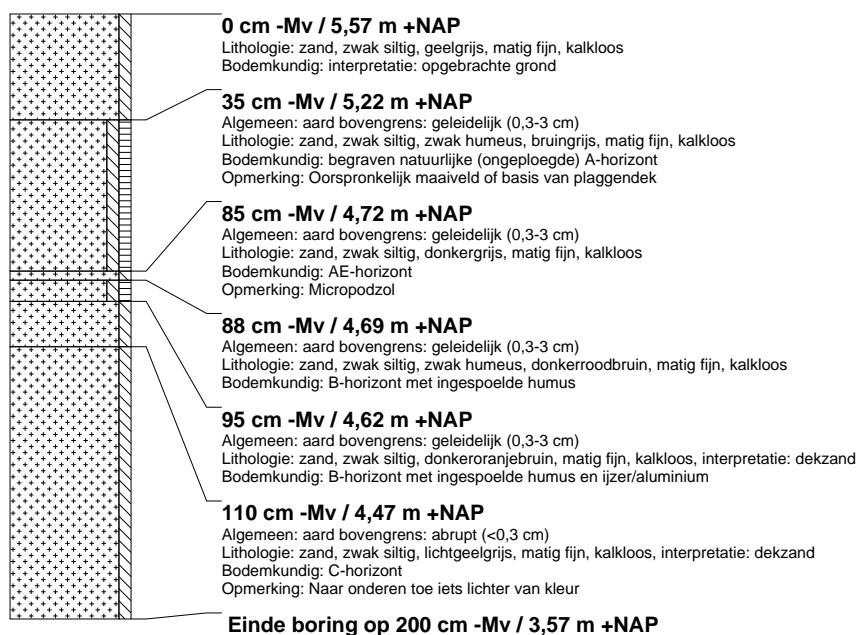 0 cm -Mv / 5,57 m +NAP
Lithologie: zand, zwak siltig, geelgrijs, matig fijn, kalkloos
Bodemkundig: interpretatie: opgebrachte grond
35 cm -Mv / 5,22 m +NAP
Algemeen: aard bovengrens: geleidelijk (0,3-3 cm)
Lithologie: zand, zwak siltig, zwak humeus, bruingrijs, matig fijn, kalkloos
Bodemkundig: begraven natuurlijke (ongeploegde) A-horizont
Opmerking: Oorspronkelijk maaiveld of basis van plaggendek
85 cm -Mv / 4,72 m +NAP
Algemeen: aard bovengrens: geleidelijk (0,3-3 cm)
Lithologie: zand, zwak siltig, donkergrijs, matig fijn, kalkloos
Bodemkundig: AE-horizont
Opmerking: Micropodzol
88 cm -Mv / 4,69 m +NAP
Algemeen: aard bovengrens: geleidelijk (0,3-3 cm)
Lithologie: zand, zwak siltig, zwak humeus, donkerroodbruin, matig fijn, kalkloos
Bodemkundig: B-horizont met ingespoelde humus
95 cm -Mv / 4,62 m +NAP
Algemeen: aard bovengrens: geleidelijk (0,3-3 cm)
Lithologie: zand, zwak siltig, donkeroranjebruin, matig fijn, kalkloos, interpretatie: dekzand
Bodemkundig: B-horizont met ingespoelde humus en ijzer/aluminium
110 cm -Mv / 4,47 m +NAP
Algemeen: aard bovengrens: abrupt (<0,3 cm)
Lithologie: zand, zwak siltig, lichtgeelgrijs, matig fijn, kalkloos, interpretatie: dekzand
Bodemkundig: C-horizont
Opmerking: Naar onderen toe iets lichter van kleur
Einde boring op 200 cm -Mv / 3,57 m +NAP